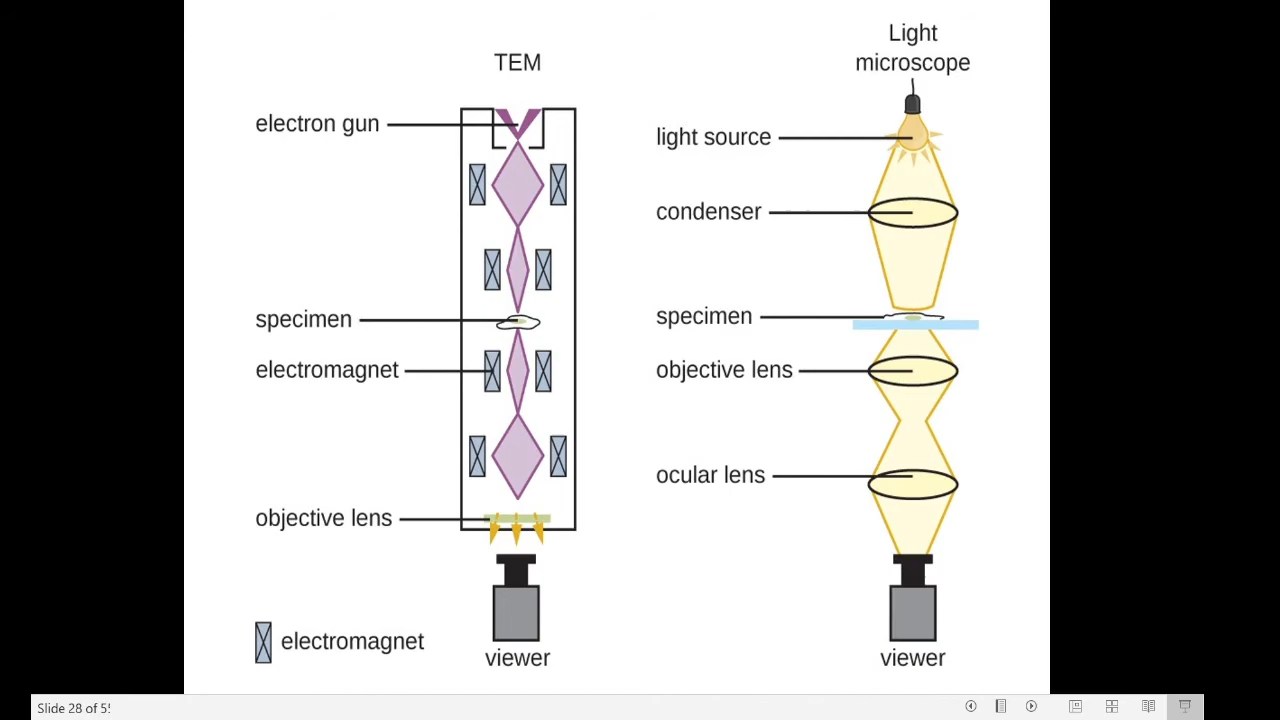 TEM
electron gun
specimen
electromagnet
objective lens
viewer
electromagnet
Light
microscope
light source
condenser
specimen
objective lens
ocular lens
viewer
Slide 28 of 5